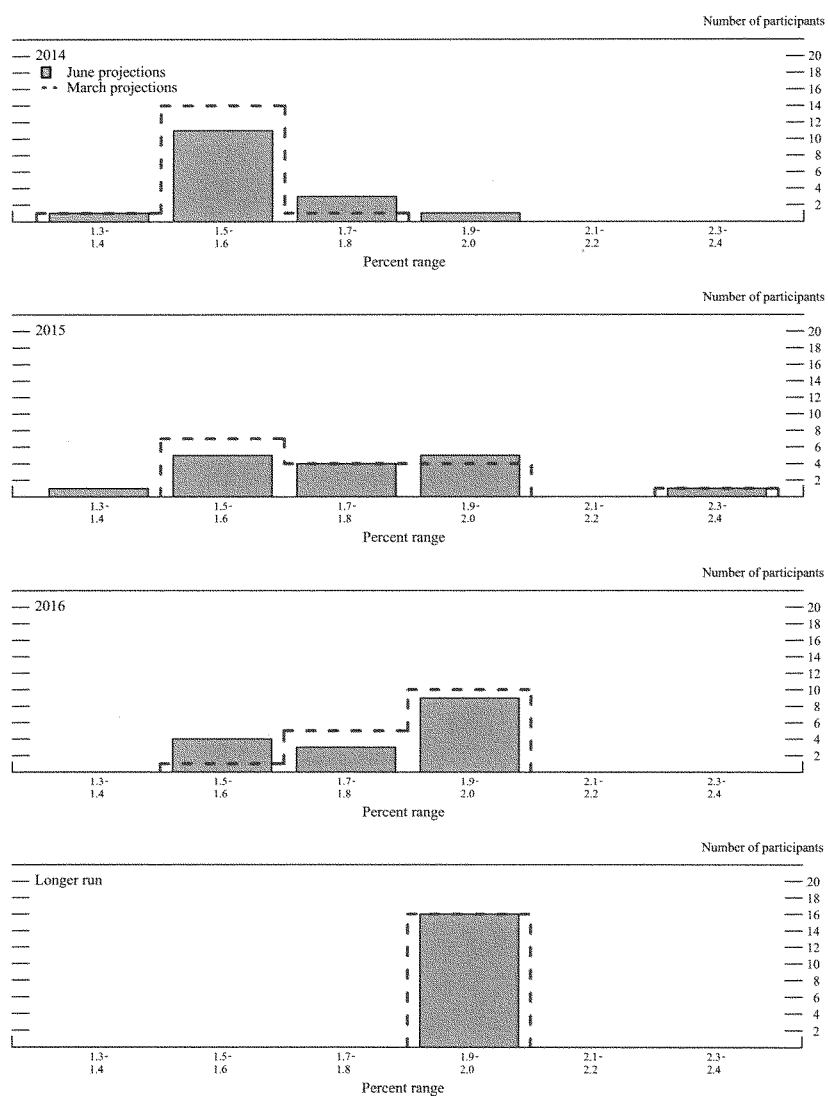 Number of participants
2014
June projections
March projections
20
18
16
14
12
10
8
6
4
2
1.3- 1.5- 1.7- 1.9- 2.1- 2.3-
1.4 1.6 1.8 2.0 2.2 2.4
Percent range
Number of participants
2015
20
18
16
14
12
10
8
6
4
2
1.3- 1.5- 1.7- 1.9- 2.1- 2.3-
1.4 1.6 1.8 2.0 2.2 2.4
Percent range
Number of participants
2016
20
18
16
14
12
10
8
6
4
2
1.3- 1.5- 1.7- 1.9- 2.1- 2.3-
1.4 1.6 1.8 2.0 2.2 2.4
Percent range
Number of participants
Longer run
20
18
16
14
12
10
8
6
4
2
1.3- 1.5- 1.7- 1.9- 2.1- 2.3-
1.4 1.6 1.8 2.0 2.2 2.4
Percent range